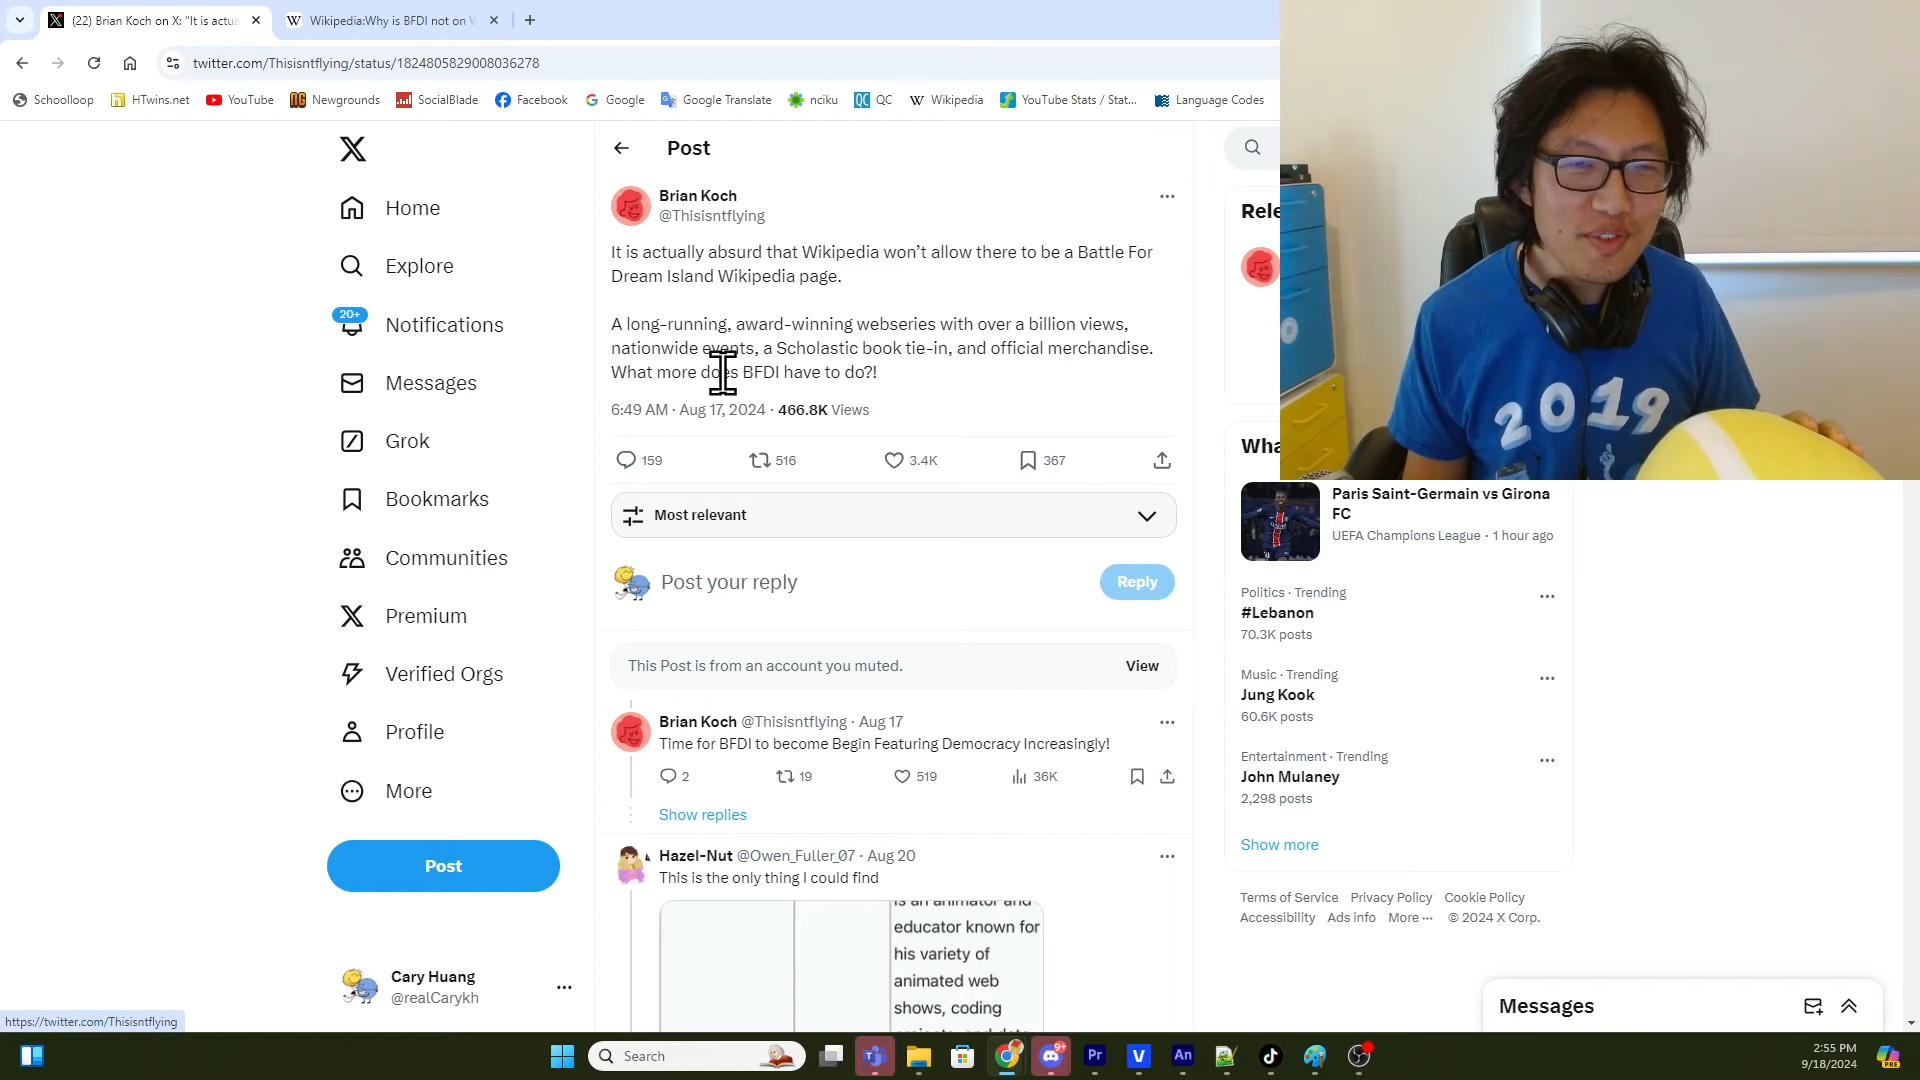 (22) Brian Koch on X: "It is actua
Wikipedia:Why is BFDI not on W
twitter.com/Thisisntflying/status/1824805829008036278
Schoolloop
HTwins.net
YouTube
Newgrounds
SocialBlade
Facebook
Google
Google Translate
nciku
QC
QC
Wikipedia
YouTube Stats / Stat...
Language Codes
Home
Explore
20+
Notifications
Messages
Grok
Bookmarks
Communities
Premium
Verified Orgs
Profile
More
Post
Cary Huang
@realCarykh
https://twitter.com/Thisisntflying
Post
Brian Koch
@Thisisntflying
It is actually absurd that Wikipedia won’t allow there to be a Battle For
Dream Island Wikipedia page.
A long-running, award-winning webseries with over a billion views,
nationwide events, a Scholastic book tie-in, and official merchandise.
What more does BFDI have to do?!
6:49 AM · Aug 17, 2024 · 466.8K Views
159
516
3.4K
367
Most relevant
Post your reply
Reply
This Post is from an account you muted.
View
Brian Koch @Thisisntflying · Aug 17
Time for BFDI to become Begin Featuring Democracy Increasingly!
2
19
519
36K
Show replies
Hazel-Nut @Owen_Fuller_07 · Aug 20
This is the only thing I could find
is an animator and
educator known for
his variety of
animated web
shows, coding
Rele
Wha
2019
Paris Saint-Germain vs Girona
FC
UEFA Champions League · 1 hour ago
Politics · Trending
#Lebanon
70.3K posts
Music · Trending
Jung Kook
60.6K posts
Entertainment · Trending
John Mulaney
2,298 posts
Show more
Terms of Service Privacy Policy Cookie Policy
Accessibility Ads info More ··· © 2024 X Corp.
Messages
Search
9+
Pr
V
An
2:55 PM
9/18/2024
PRE